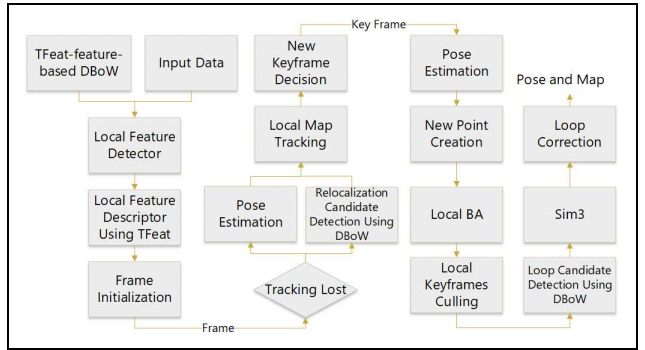 TFeat-feature-
based DBoW
Input Data
Local Feature
Detector
Local Feature
Descriptor
Using TFeat
Frame
Initialization
Frame
Tracking Lost
Pose
Estimation
Relocalization
Candidate
Detection Using
DBoW
Local Map
Tracking
New
Keyframe
Decision
Key Frame
Pose
Estimation
New Point
Creation
Local BA
Local
Keyframes
Culling
Loop Candidate
Detection Using
DBoW
Sim3
Loop
Correction
Pose and Map